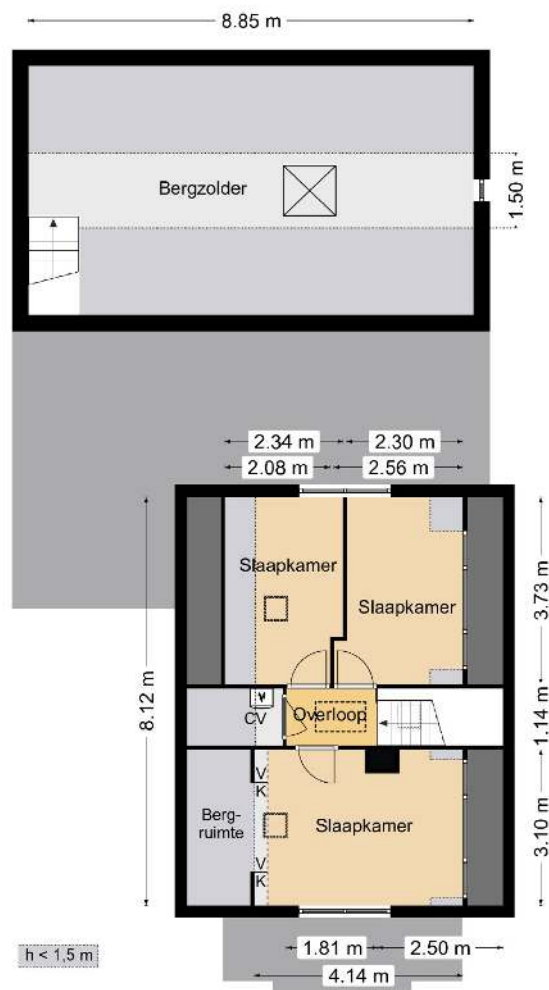 8.85 m
Bergzolder
1.50 m
2.34 m
2.30 m
2.08 m
2.56 m
Slaapkamer
Slaapkamer
3.73 m
8.12 m
CV
Overloop
1.14 m
V
K
Berg-
ruimte
Slaapkamer
V
K
3.10 m
h < 1,5 m
1.81 m
2.50 m
4.14 m